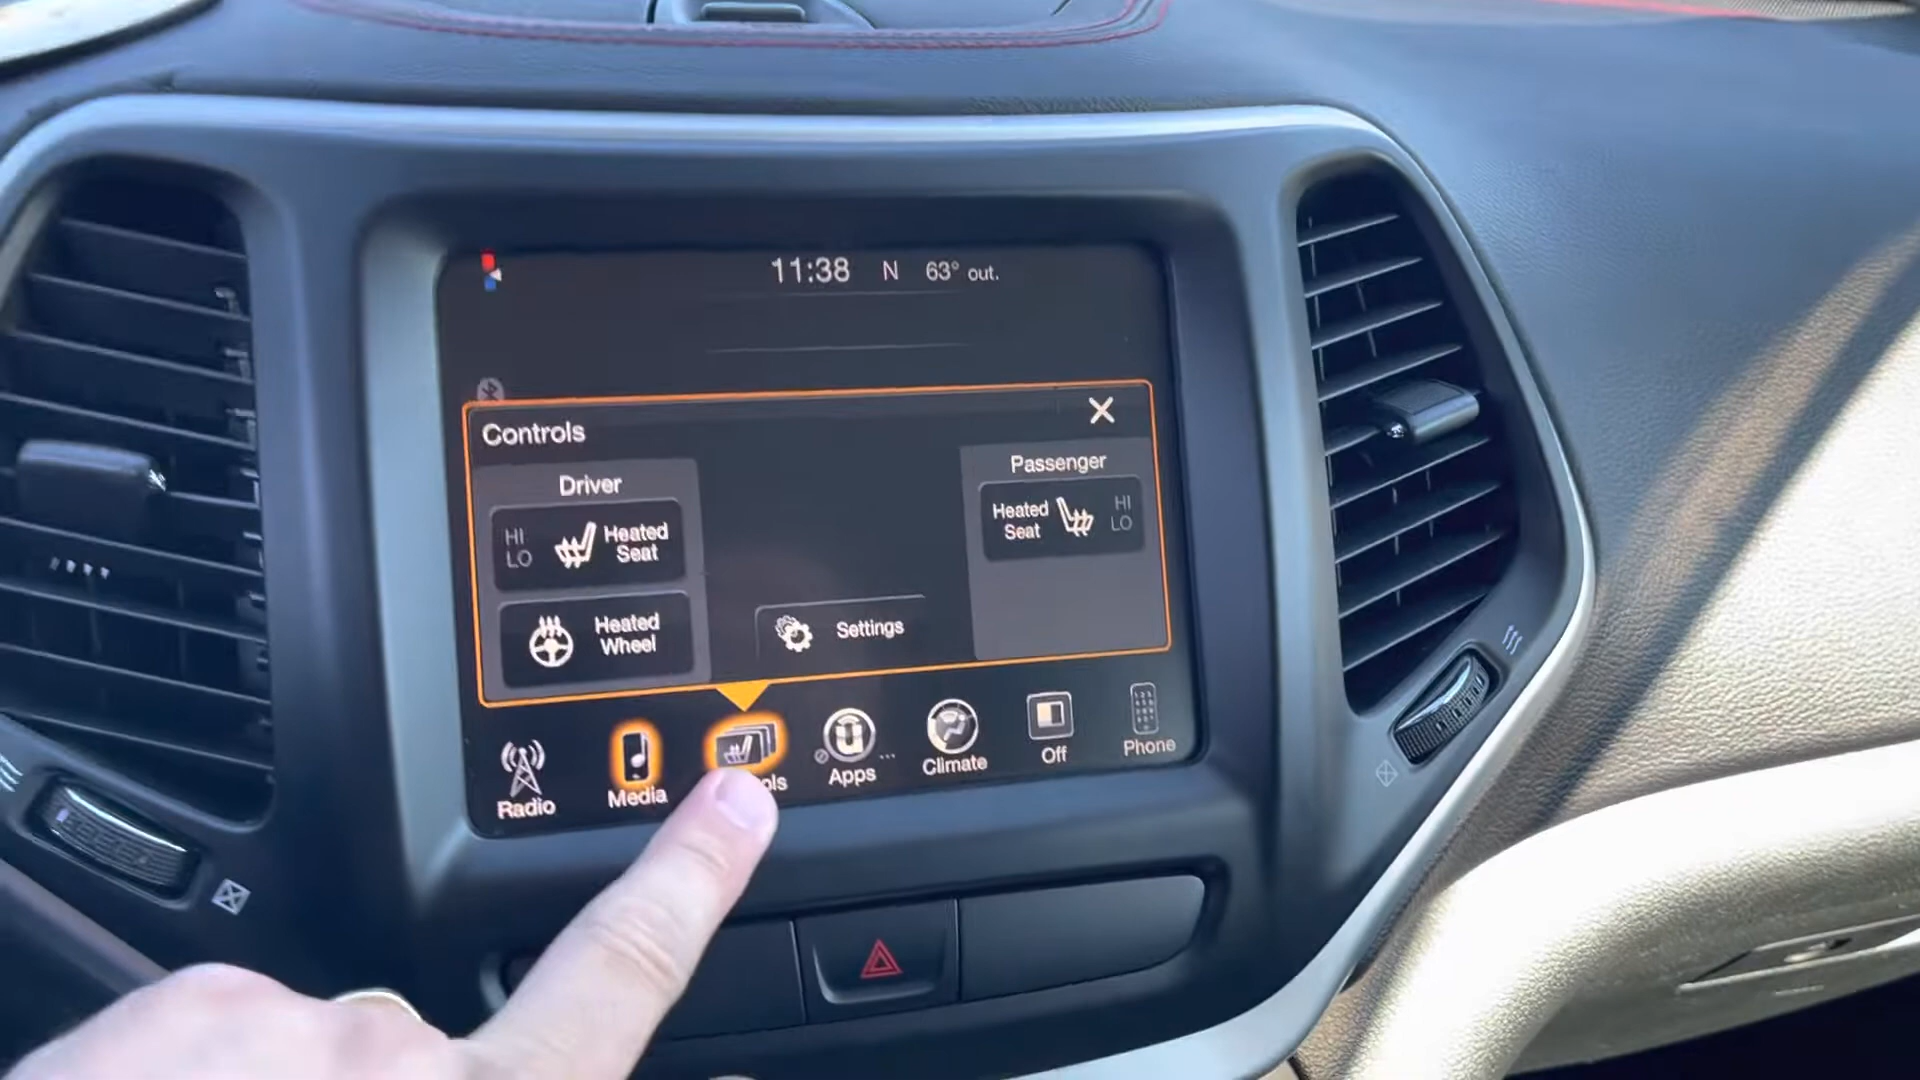 11:38 N 63° out.
Controls
Driver
HI
LO
Heated
Seat
Heated
Wheel
Settings
Passenger
Heated
Seat
HI
LO
Radio
Media
ols
Apps
Climate
Off
Phone